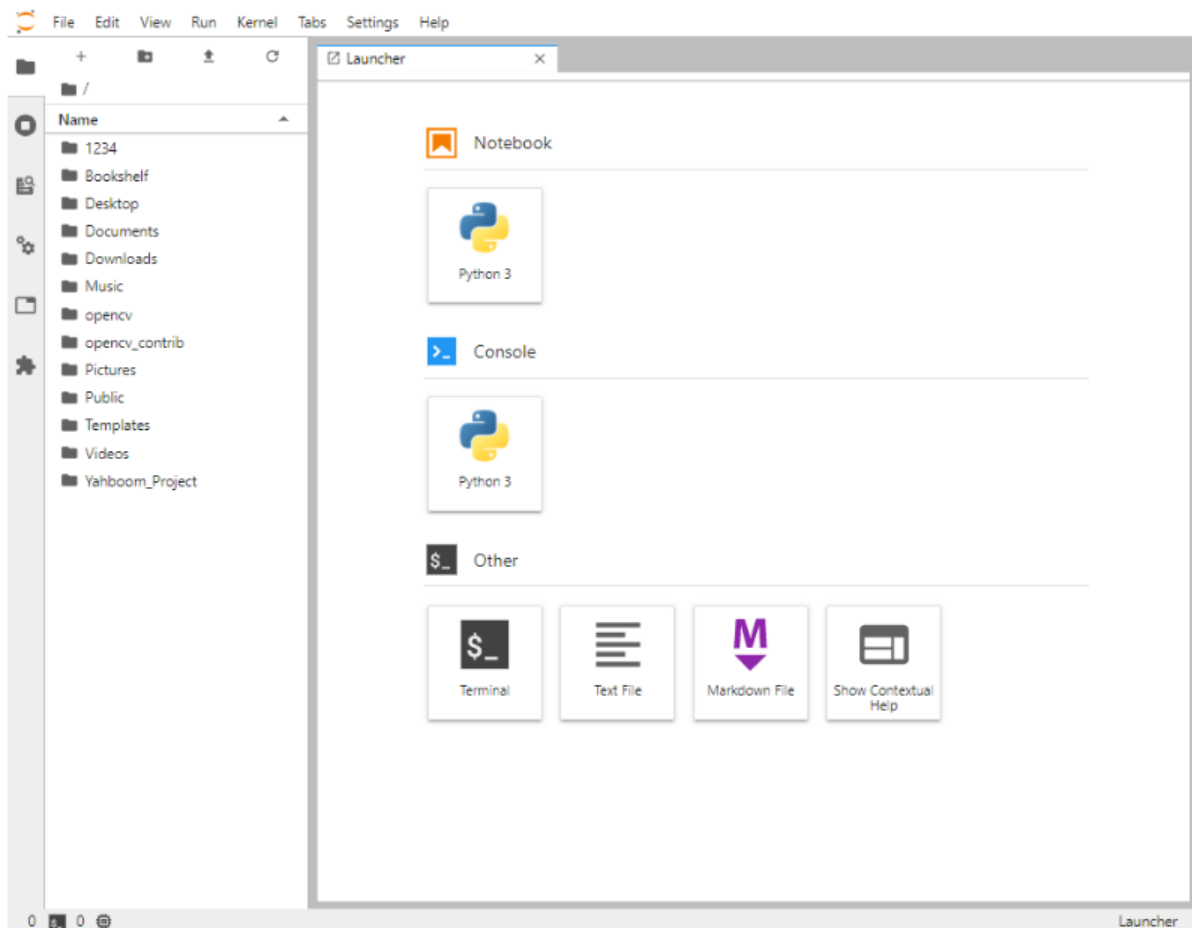 File Edit View Run Kernel Tabs Settings Help
Launcher
/
Name
1234
Bookshelf
Desktop
Documents
Downloads
Music
opencv
opencv_contrib
Pictures
Public
Templates
Videos
Yahboom_Project
Notebook
Python 3
Console
Python 3
$_ Other
$_
M
Terminal
Text File
Markdown File
Show Contextual
Help
0 $_ 0
Launcher